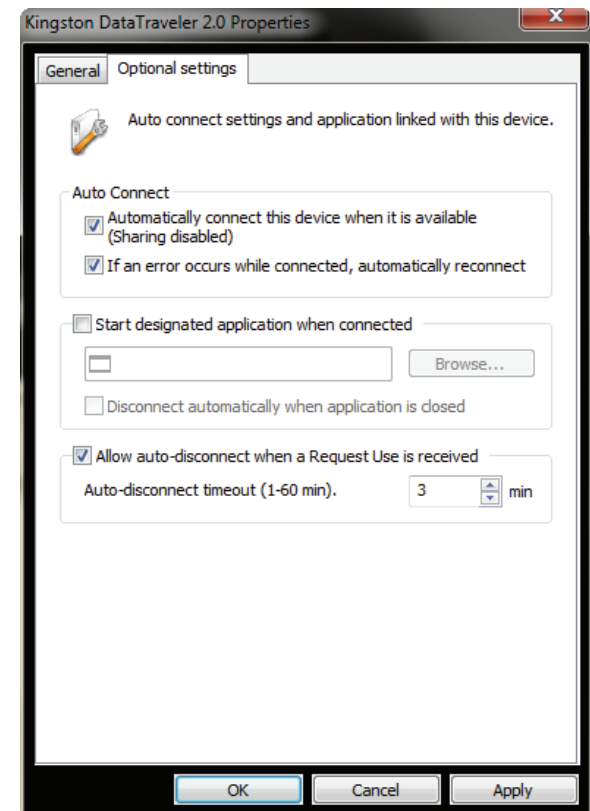 Kingston DataTraveler 2.0 Properties
General
Optional settings
Auto connect settings and application linked with this device.
Auto Connect
Automatically connect this device when it is available
(Sharing disabled)
If an error occurs while connected, automatically reconnect
Start designated application when connected
Browse...
Disconnect automatically when application is closed
Allow auto-disconnect when a Request Use is received
Auto-disconnect timeout (1-60 min). 3 min
OK Cancel Apply